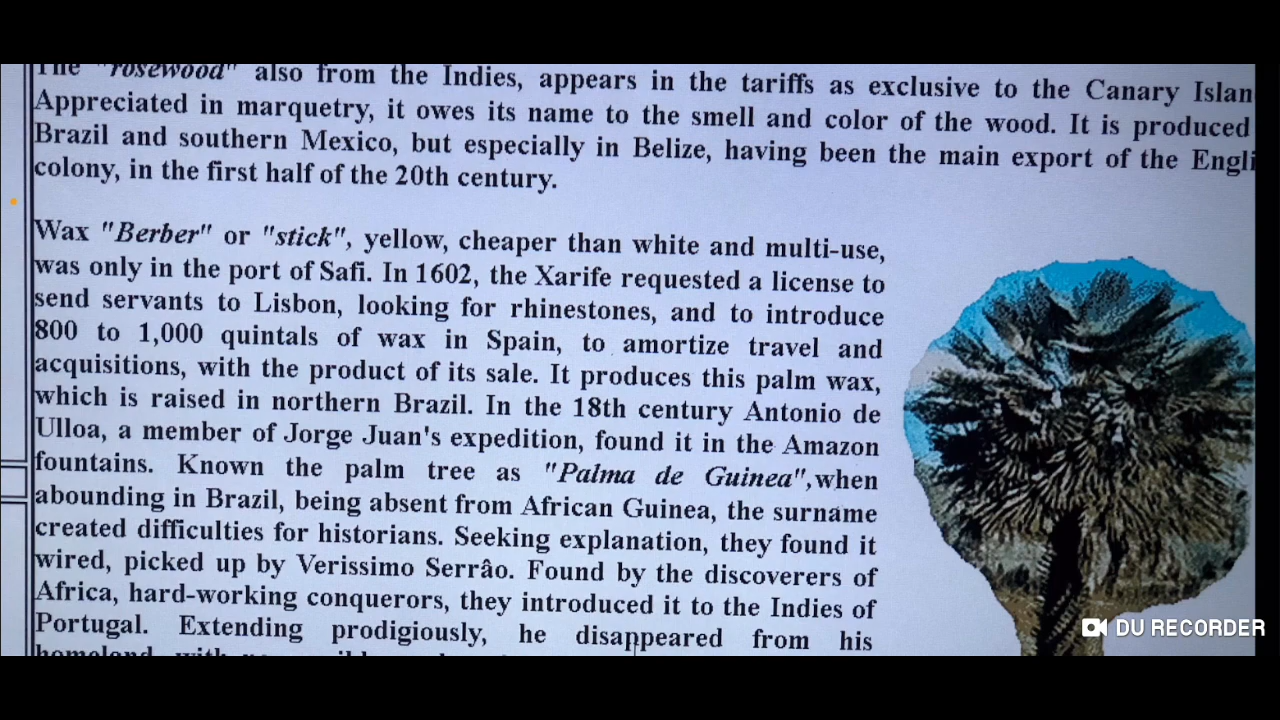 The "rosewood" also from the Indies, appears in the tariffs as exclusive to the Canary Islan
Appreciated in marquetry, it owes its name to the smell and color of the wood. It is produced
Brazil and southern Mexico, but especially in Belize, having been the main export of the Engli
colony, in the first half of the 20th century.
Wax "Berber" or "stick", yellow, cheaper than white and multi-use,
was only in the port of Safi. In 1602, the Xarife requested a license to
send servants to Lisbon, looking for rhinestones, and to introduce
800 to 1,000 quintals of wax in Spain, to amortize travel and
acquisitions, with the product of its sale. It produces this palm wax,
which is raised in northern Brazil. In the 18th century Antonio de
Ulloa, a member of Jorge Juan's expedition, found it in the Amazon
fountains. Known the palm tree as "Palma de Guinea",when
abounding in Brazil, being absent from African Guinea, the surname
created difficulties for historians. Seeking explanation, they found it
wired, picked up by Verissimo Serrâo. Found by the discoverers of
Africa, hard-working conquerors, they introduced it to the Indies of
Portugal. Extending prodigiously, he disappeared from his
DU RECORDER